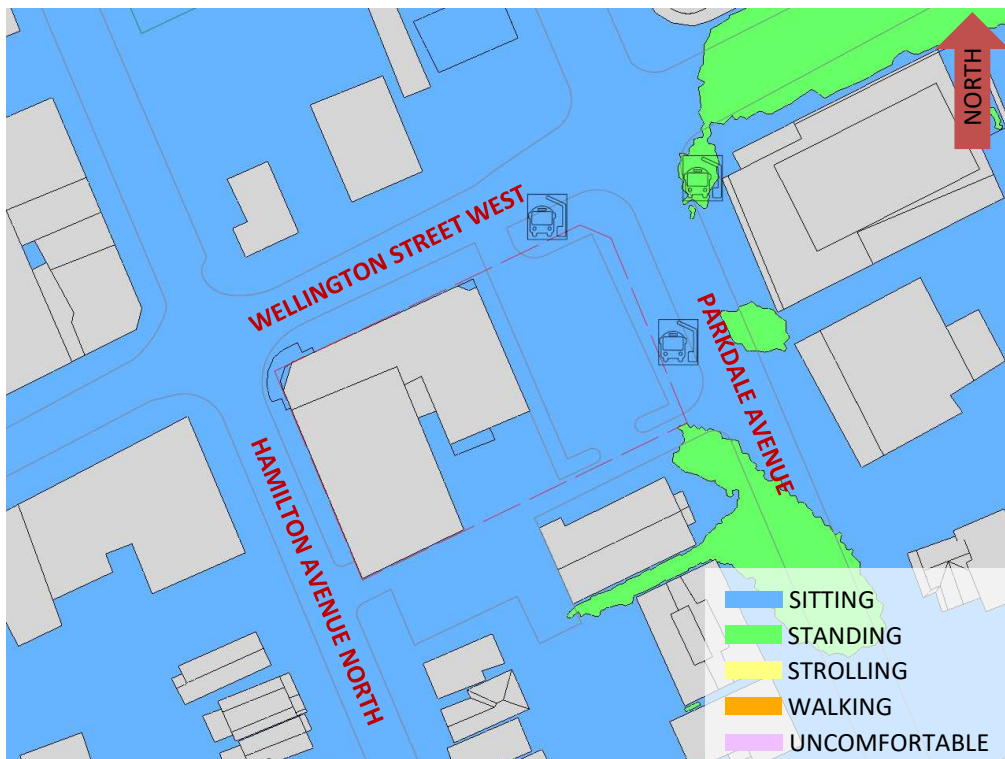 NORTH
WELLINGTON STREET WEST
PARKDALE AVENUE
HAMILTON AVENUE NORTH
SITTING
STANDING
STROLLING
WALKING
UNCOMFORTABLE